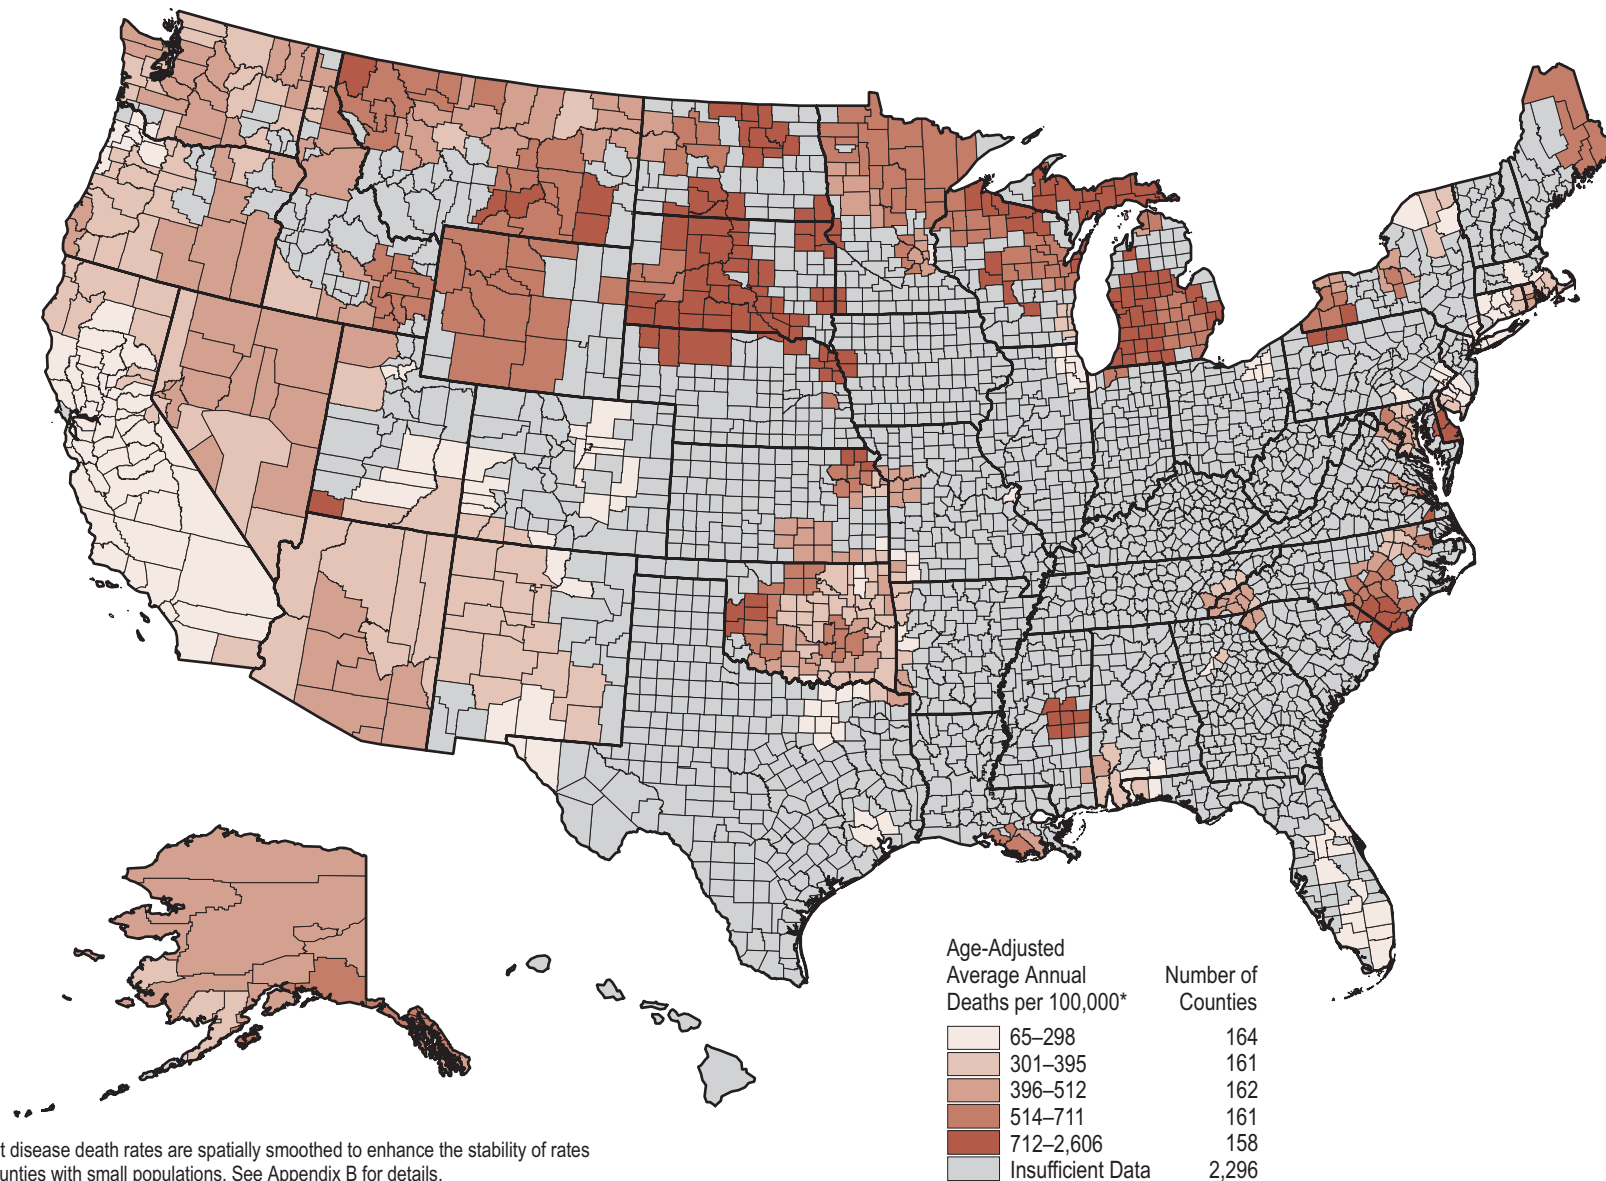 Age-Adjusted
Average Annual
Deaths per 100,000*
Number of
Counties
65–298 164
301–395 161
396–512 162
514–711 161
712–2,606 158
Insufficient Data 2,296
t disease death rates are spatially smoothed to enhance the stability of rates
unties with small populations. See Appendix B for details.